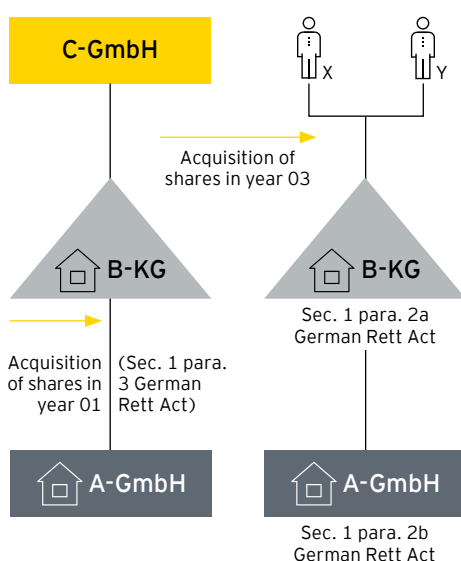 C-GmbH
X
Y
Acquisition of
shares in year 03
B-KG
B-KG
Sec. 1 para. 2a
German Rett Act
Acquisition
of shares in
year 01
(Sec. 1 para.
3 German
Rett Act)
A-GmbH
A-GmbH
Sec. 1 para. 2b
German Rett Act